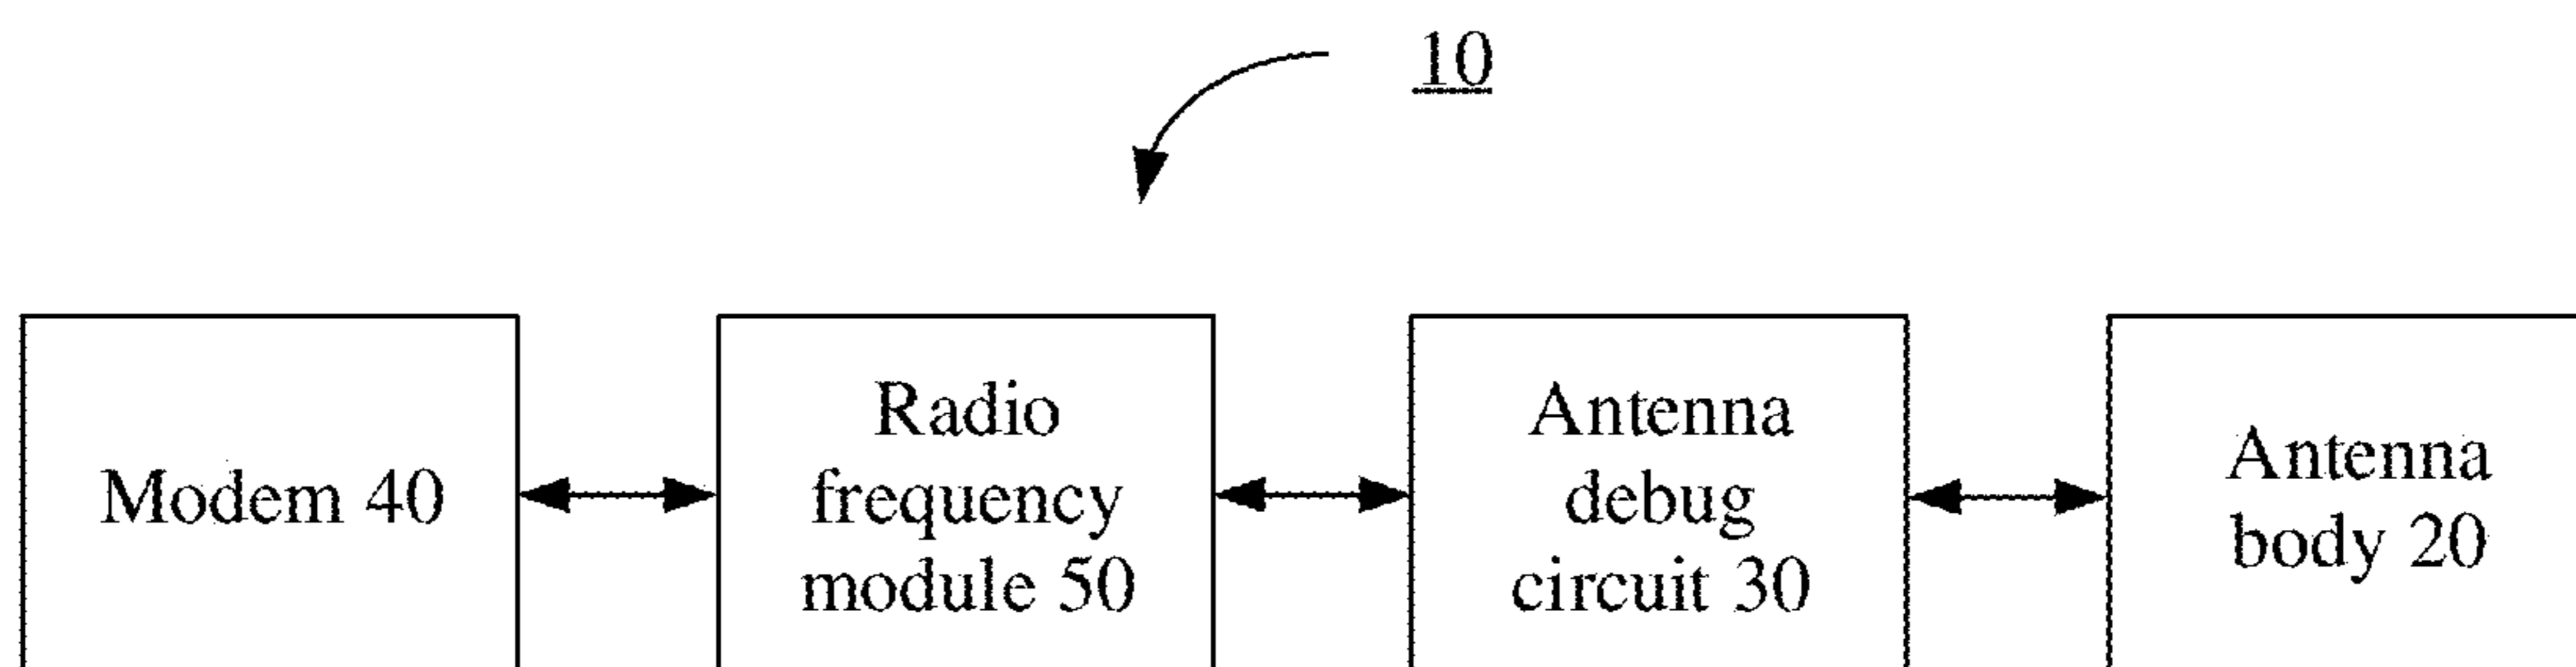 10
Modem 40
Radio
frequency
module 50
Antenna
debug
circuit 30
Antenna
body 20